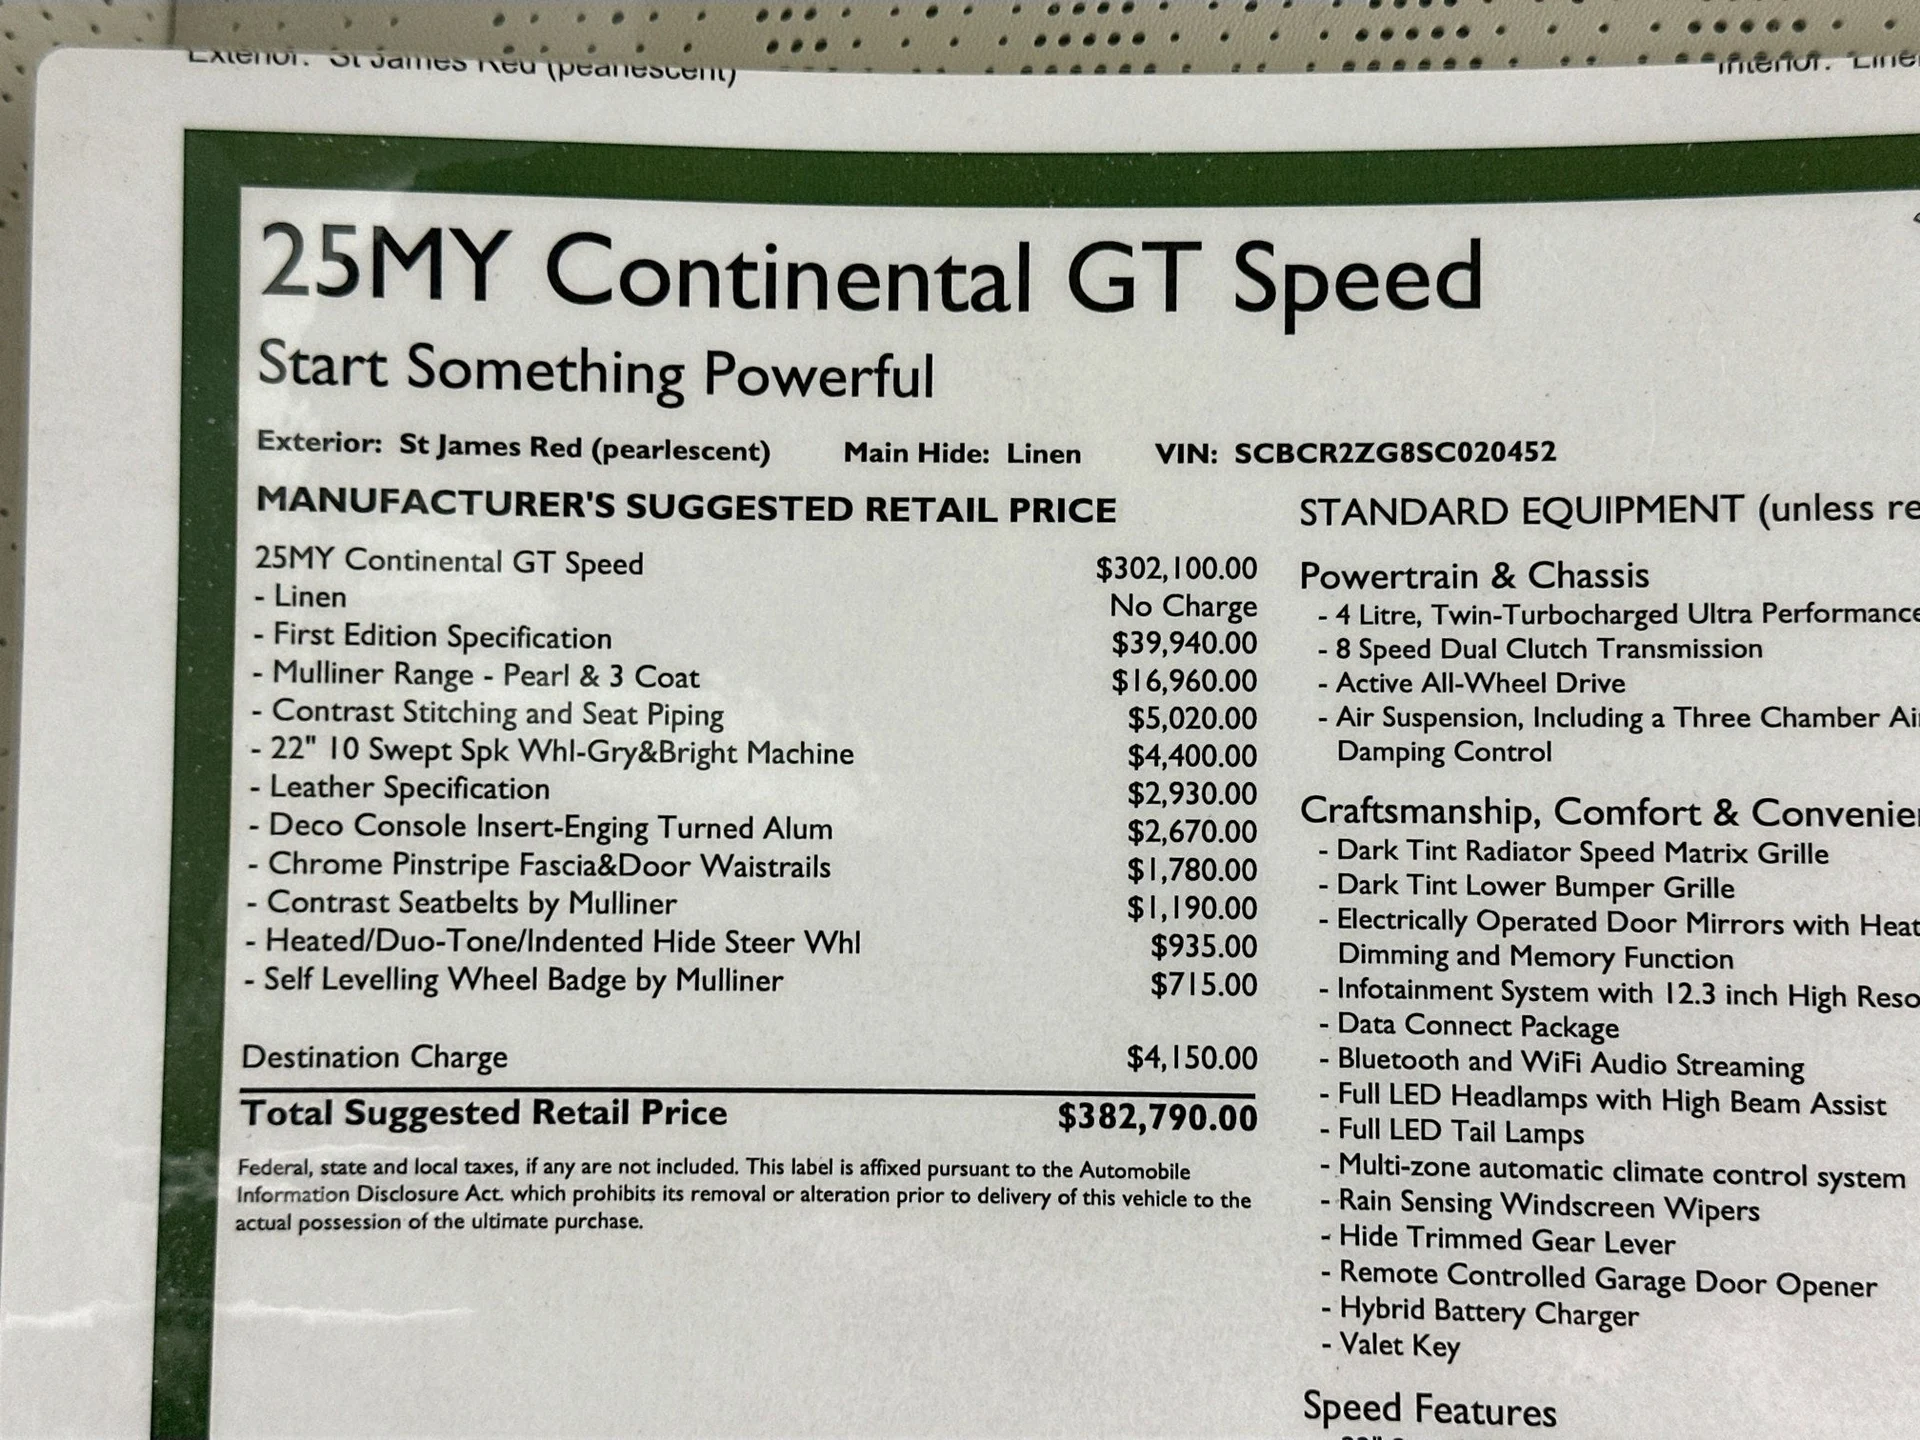 Exterior: St James Red (pearlescent)
Interior: Line
25MY Continental GT Speed
Start Something Powerful
Exterior: St James Red (pearlescent) Main Hide: Linen VIN: SCBCR2ZG8SC020452
MANUFACTURER'S SUGGESTED RETAIL PRICE
25MY Continental GT Speed $302,100.00
- Linen No Charge
- First Edition Specification $39,940.00
- Mulliner Range - Pearl & 3 Coat $16,960.00
- Contrast Stitching and Seat Piping $5,020.00
- 22" 10 Swept Spk Whl-Gry&Bright Machine $4,400.00
- Leather Specification $2,930.00
- Deco Console Insert-Enging Turned Alum $2,670.00
- Chrome Pinstripe Fascia&Door Waistrails $1,780.00
- Contrast Seatbelts by Mulliner $1,190.00
- Heated/Duo-Tone/Indented Hide Steer Whl $935.00
- Self Levelling Wheel Badge by Mulliner $715.00
Destination Charge $4,150.00
Total Suggested Retail Price $382,790.00
Federal, state and local taxes, if any are not included. This label is affixed pursuant to the Automobile
Information Disclosure Act. which prohibits its removal or alteration prior to delivery of this vehicle to the
actual possession of the ultimate purchase.
STANDARD EQUIPMENT (unless re
Powertrain & Chassis
- 4 Litre, Twin-Turbocharged Ultra Performance
- 8 Speed Dual Clutch Transmission
- Active All-Wheel Drive
- Air Suspension, Including a Three Chamber Air
Damping Control
Craftsmanship, Comfort & Convenien
- Dark Tint Radiator Speed Matrix Grille
- Dark Tint Lower Bumper Grille
- Electrically Operated Door Mirrors with Heat
Dimming and Memory Function
- Infotainment System with 12.3 inch High Reso
- Data Connect Package
- Bluetooth and WiFi Audio Streaming
- Full LED Headlamps with High Beam Assist
- Full LED Tail Lamps
- Multi-zone automatic climate control system
- Rain Sensing Windscreen Wipers
- Hide Trimmed Gear Lever
- Remote Controlled Garage Door Opener
- Hybrid Battery Charger
- Valet Key
Speed Features